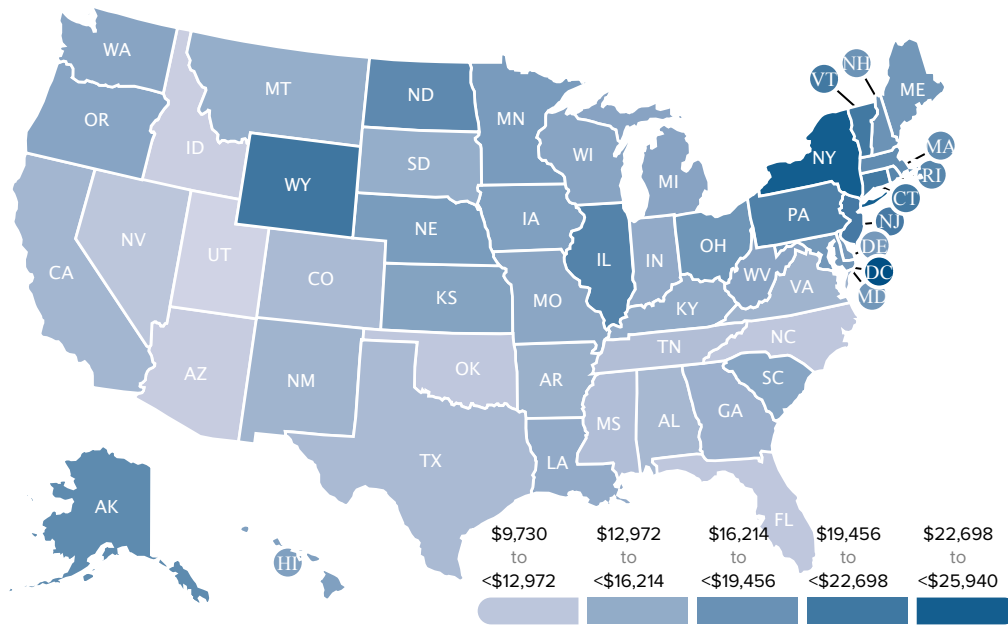 WA
MT
ND
MN
VT
NH
ME
OR
ID
SD
WI
NY
MA
WY
MI
RI
CT
NV
NE
IA
PA
NJ
UT
CO
IL
IN
OH
DE
CA
KS
MO
WV
VA
DC
MD
KY
AZ
NM
OK
AR
TN
NC
SC
TX
LA
MS
AL
GA
AK
HI
FL
$9,730
to
<$12,972
$12,972
to
<$16,214
$16,214
to
<$19,456
$19,456
to
<$22,698
$22,698
to
<$25,940